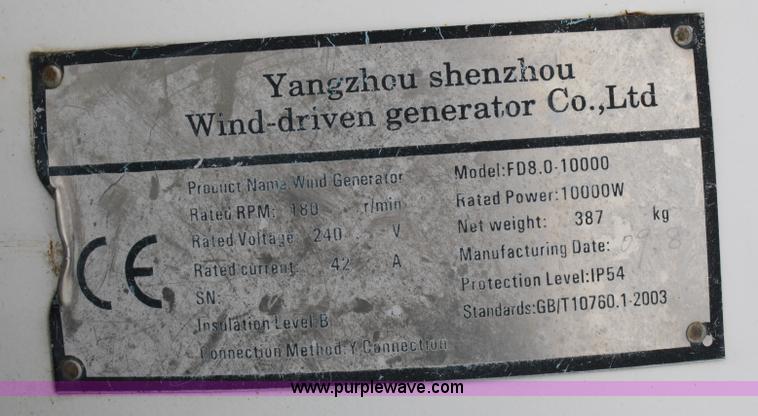 Yangzhou shenzhou
Wind-driven generator Co.,Ltd
CE
Product Name:Wind Generator
Rated RPM: 180 r/min
Rated Voltage: 240 V
Rated current: 42 A
SN:
Insulation Level:B
Connection Method:Y Connection
Model:FD8.0-10000
Rated Power:10000W
Net weight: 387 kg
Manufacturing Date: 09.8
Protection Level:IP54
Standards:GB/T10760.1-2003
www.purplewave.com